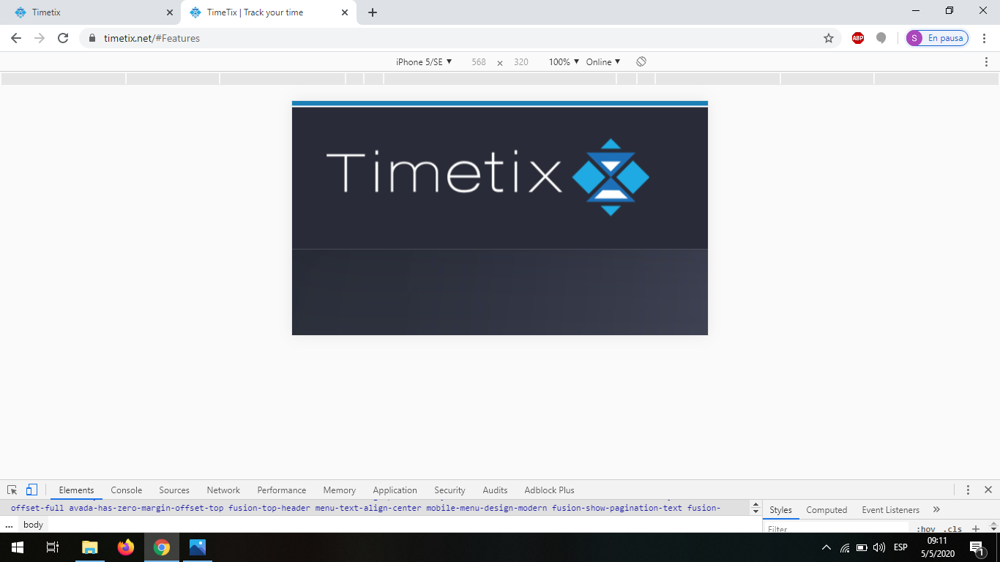 Timetix
TimeTix | Track your time
timetix.net/#Features
ABP
S
En pausa
iPhone 5/SE ▼ 568 × 320 100% ▼ Online ▼
Timetix
Elements Console Sources Network Performance Memory Application Security Audits Adblock Plus
offset-full avada-has-zero-margin-offset-top fusion-top-header menu-text-align-center mobile-menu-design-modern fusion-show-pagination-text fusion-
... body
Styles Computed Event Listeners »
Filter :hov .cls +
ESP
09:11
5/5/2020
1